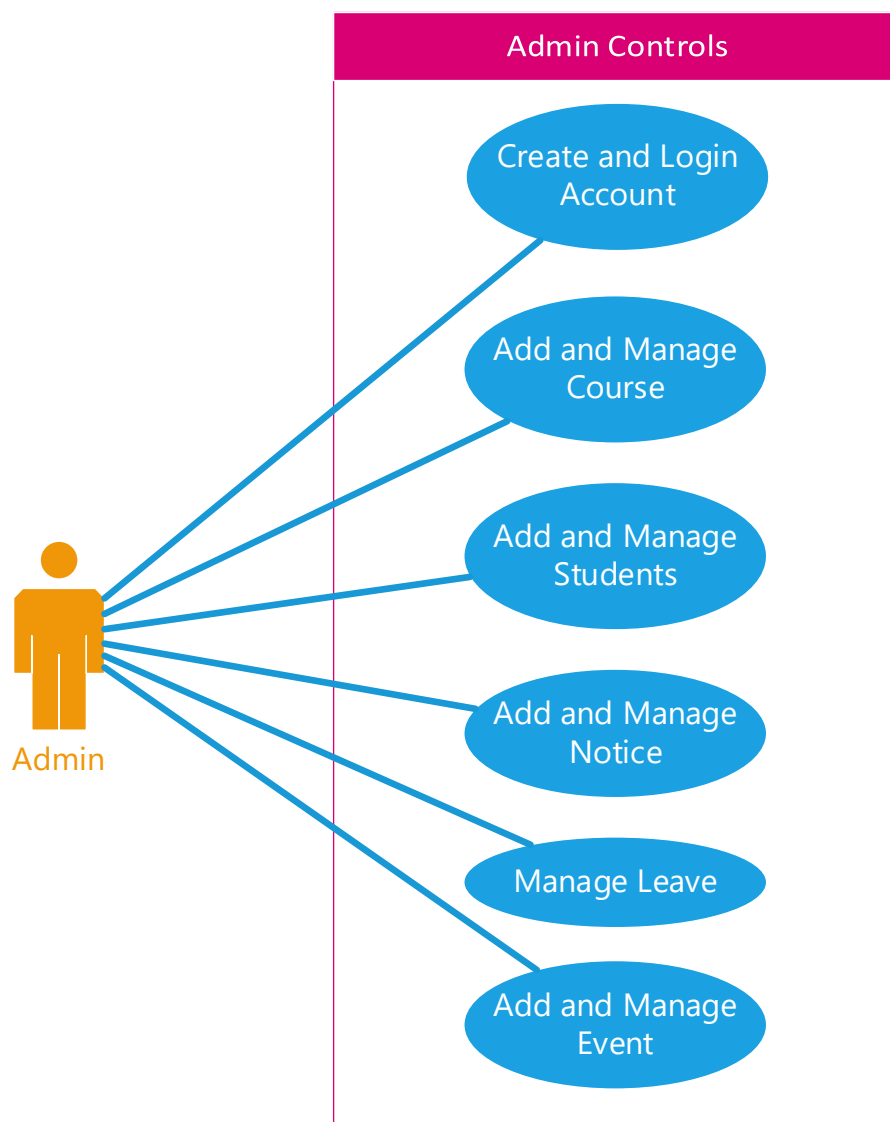 Admin Controls
Create and Login
Account
Add and Manage
Course
Add and Manage
Students
Add and Manage
Notice
Admin
Manage Leave
Add and Manage
Event